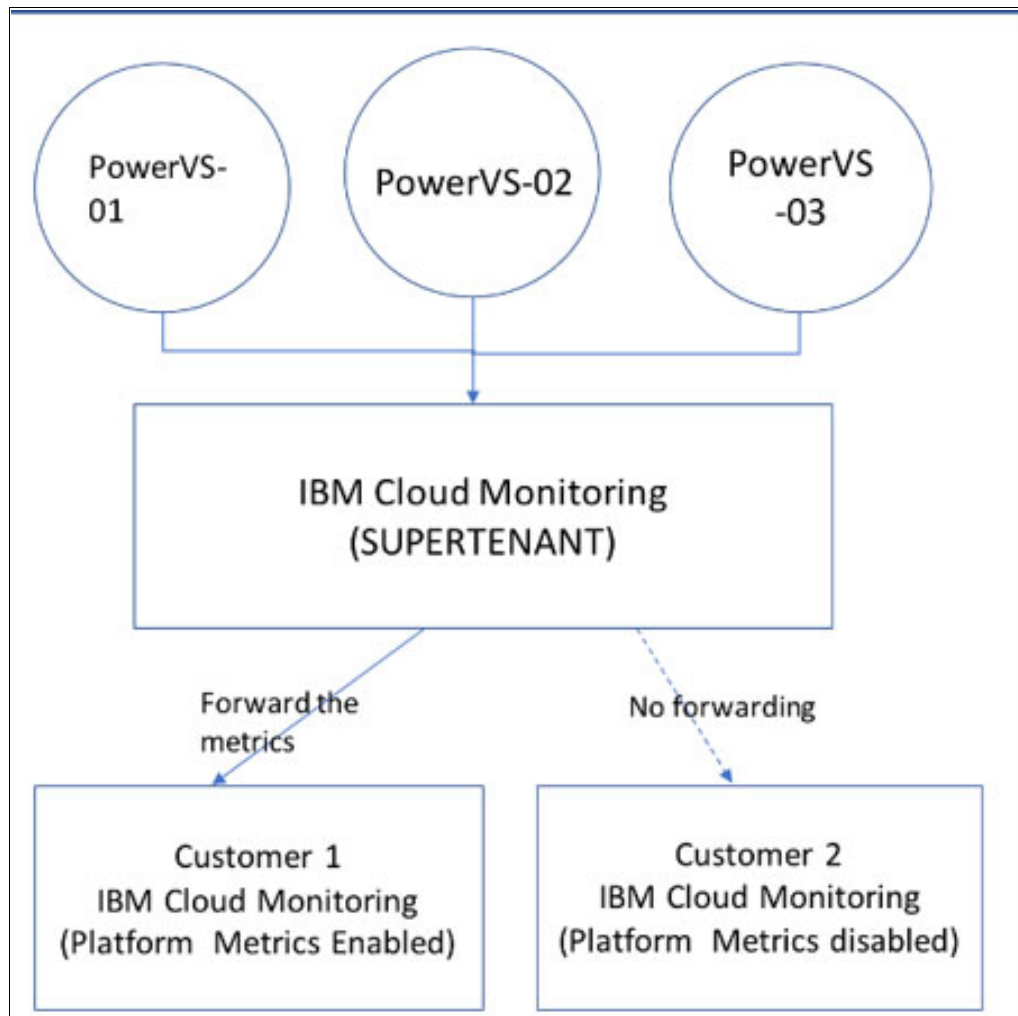 PowerVS-
01
PowerVS-02
PowerVS
-03
IBM Cloud Monitoring
(SUPERTENANT)
Forward the
metrics
No forwarding
Customer 1
IBM Cloud Monitoring
(Platform Metrics Enabled)
Customer 2
IBM Cloud Monitoring
(Platform Metrics disabled)